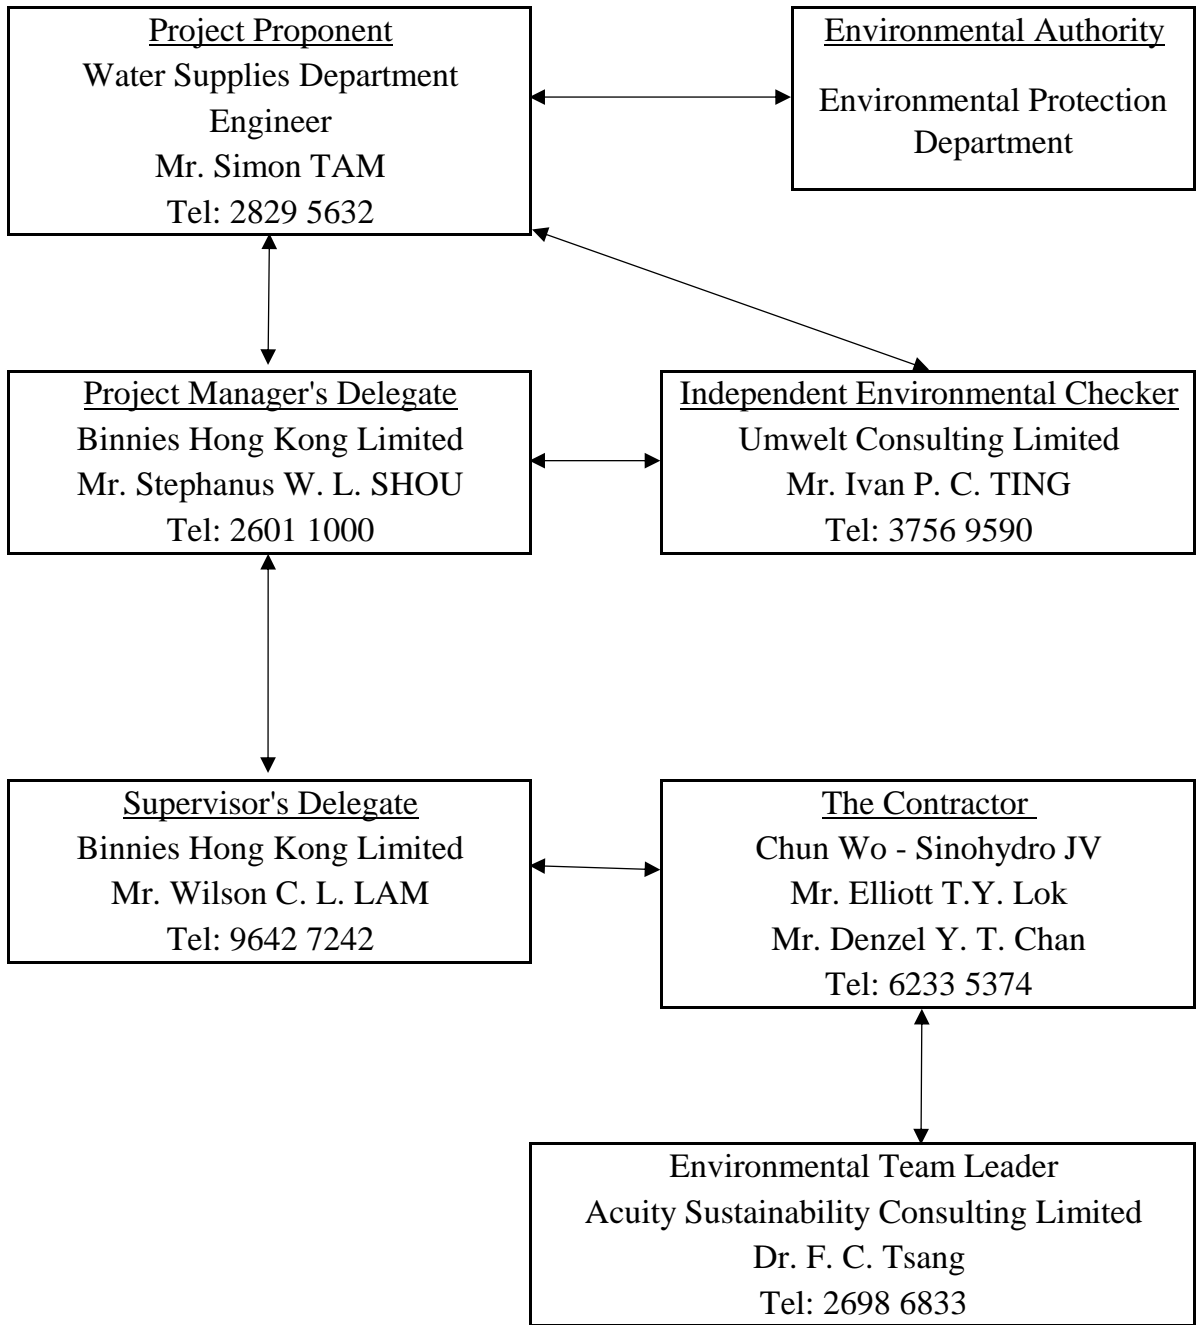 Project Proponent
Water Supplies Department
Engineer
Mr. Simon TAM
Tel: 2829 5632
Environmental Authority
Environmental Protection
Department
Project Manager's Delegate
Binnies Hong Kong Limited
Mr. Stephanus W. L. SHOU
Tel: 2601 1000
Independent Environmental Checker
Umwelt Consulting Limited
Mr. Ivan P. C. TING
Tel: 3756 9590
Supervisor's Delegate
Binnies Hong Kong Limited
Mr. Wilson C. L. LAM
Tel: 9642 7242
The Contractor
Chun Wo - Sinohydro JV
Mr. Elliott T.Y. Lok
Mr. Denzel Y. T. Chan
Tel: 6233 5374
Environmental Team Leader
Acuity Sustainability Consulting Limited
Dr. F. C. Tsang
Tel: 2698 6833